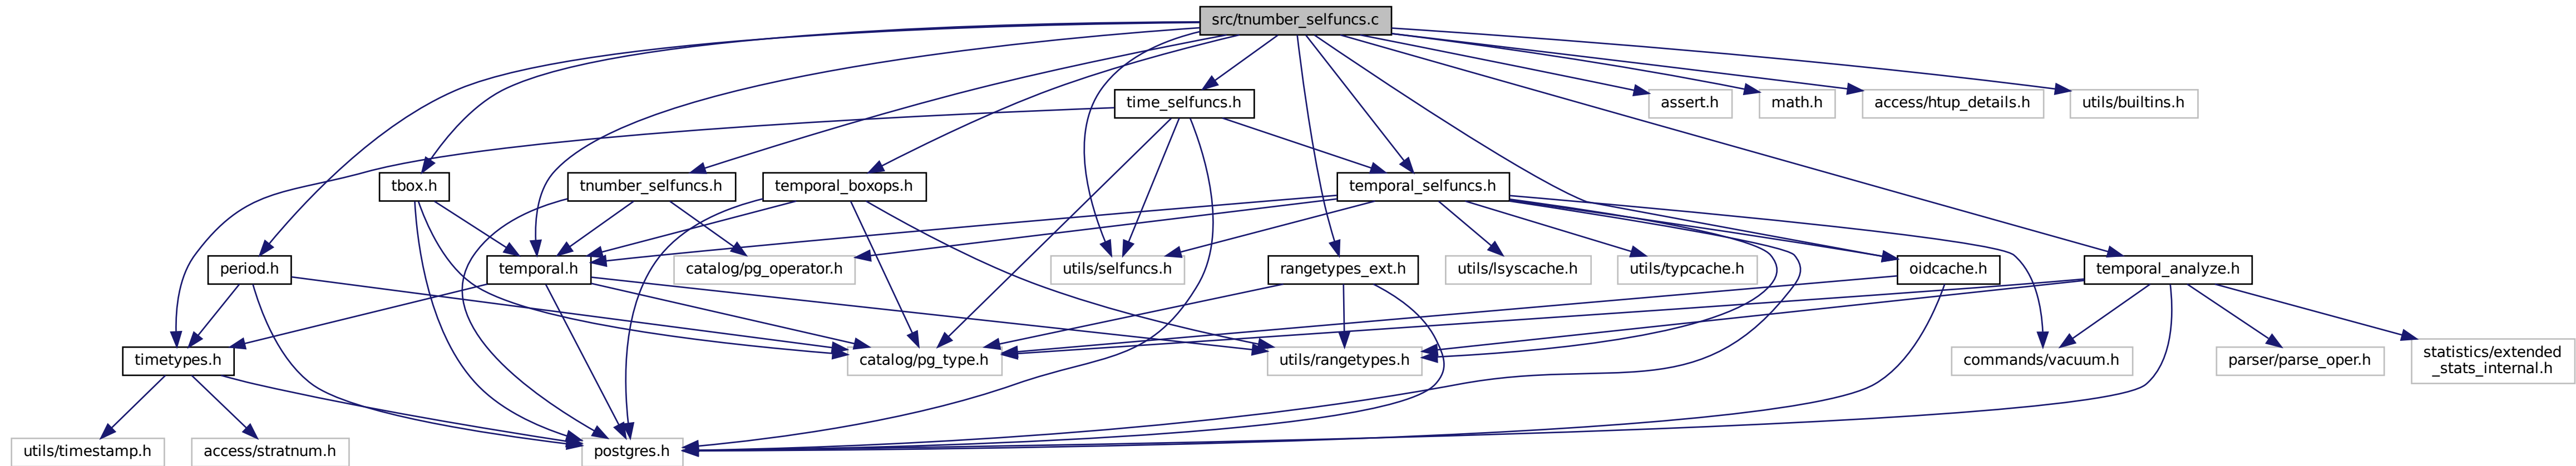 src/tnumber_selfuncs.c
time_selfuncs.h
assert.h
math.h
access/htup_details.h
utils/builtins.h
tbox.h
tnumber_selfuncs.h
temporal_boxops.h
temporal_selfuncs.h
period.h
temporal.h
catalog/pg_operator.h
utils/selfuncs.h
rangetypes_ext.h
utils/lsyscache.h
utils/typcache.h
oidcache.h
temporal_analyze.h
timetypes.h
catalog/pg_type.h
utils/rangetypes.h
commands/vacuum.h
parser/parse_oper.h
statistics/extended
_stats_internal.h
utils/timestamp.h
access/stratnum.h
postgres.h